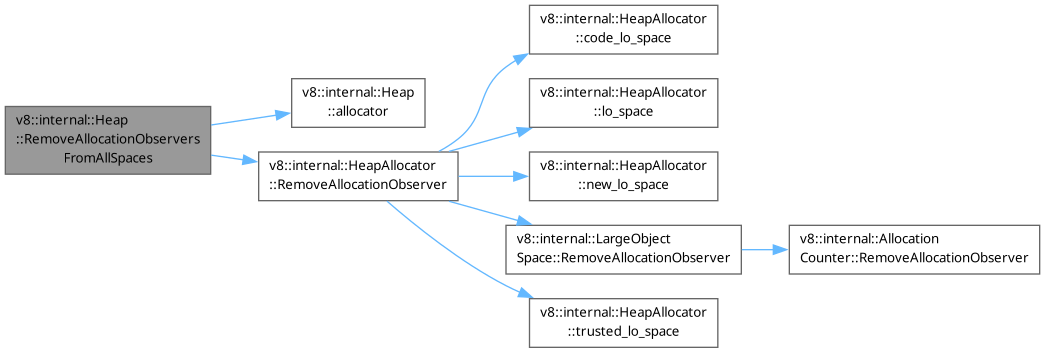 v8::internal::Heap
::RemoveAllocationObservers
FromAllSpaces
v8::internal::Heap
::allocator
v8::internal::HeapAllocator
::RemoveAllocationObserver
v8::internal::HeapAllocator
::code_lo_space
v8::internal::HeapAllocator
::lo_space
v8::internal::HeapAllocator
::new_lo_space
v8::internal::LargeObject
Space::RemoveAllocationObserver
v8::internal::HeapAllocator
::trusted_lo_space
v8::internal::Allocation
Counter::RemoveAllocationObserver